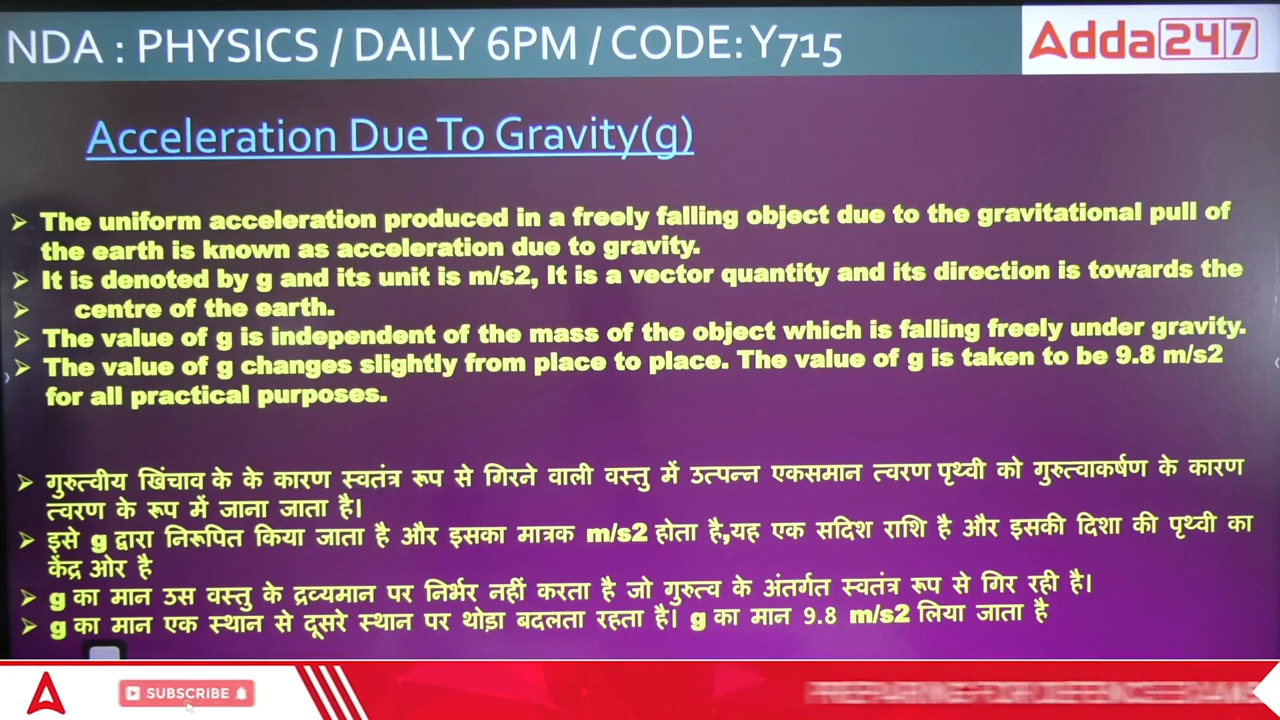 NDA : PHYSICS / DAILY 6PM / CODE: Y715
Adda247
Acceleration Due To Gravity(g)
The uniform acceleration produced in a freely falling object due to the gravitational pull of
the earth is known as acceleration due to gravity.
It is denoted by g and its unit is m/s2, It is a vector quantity and its direction is towards the
centre of the earth.
The value of g is independent of the mass of the object which is falling freely under gravity.
The value of g changes slightly from place to place. The value of g is taken to be 9.8 m/s2
for all practical purposes.
गुरुत्वीय खिंचाव के के कारण स्वतंत्र रूप से गिरने वाली वस्तु में उत्पन्न एकसमान त्वरण पृथ्वी को गुरुत्वाकर्षण के कारण
त्वरण के रूप में जाना जाता है।
इसे g द्वारा निरूपित किया जाता है और इसका मात्रक m/s2 होता है,यह एक सदिश राशि है और इसकी दिशा की पृथ्वी का
केंद्र ओर है
g का मान उस वस्तु के द्रव्यमान पर निर्भर नहीं करता है जो गुरुत्व के अंतर्गत स्वतंत्र रूप से गिर रही है।
g का मान एक स्थान से दूसरे स्थान पर थोड़ा बदलता रहता है। g का मान 9.8 m/s2 लिया जाता है
SUBSCRIBE